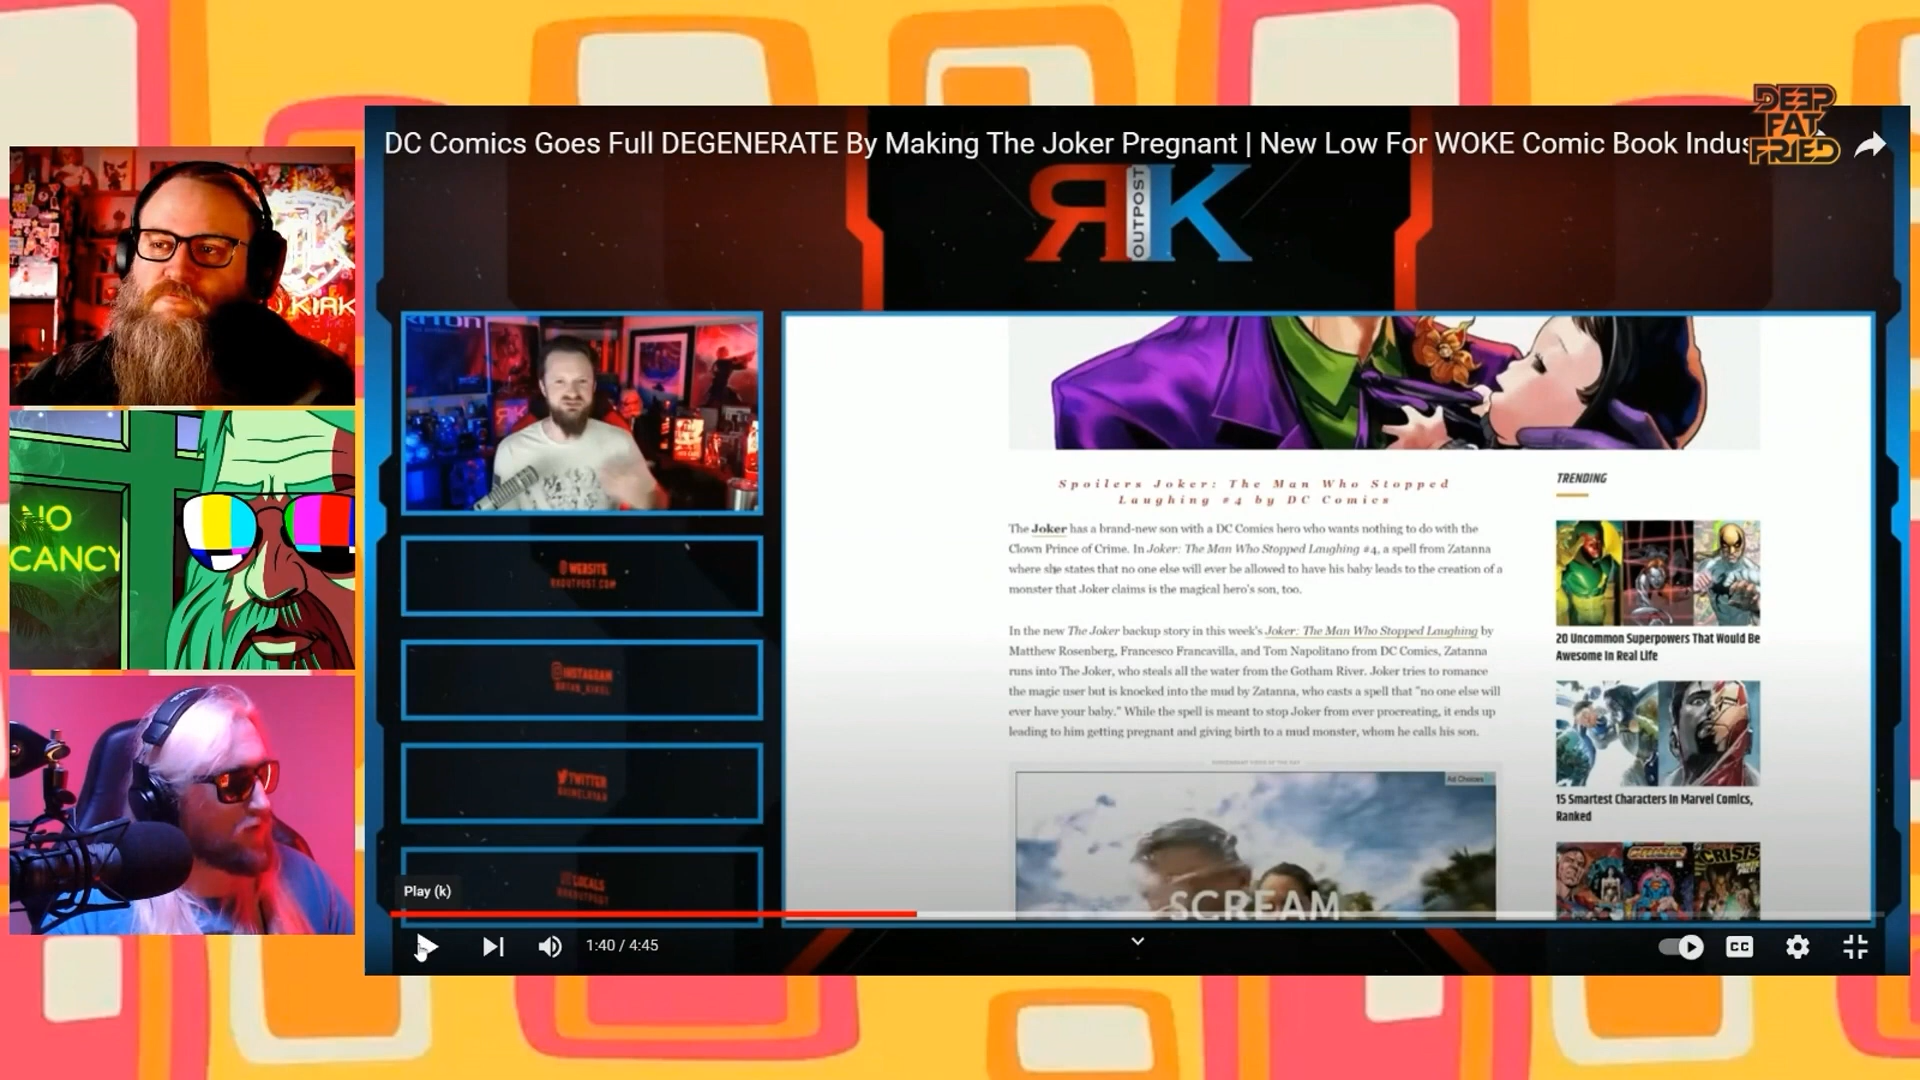 DC Comics Goes Full DEGENERATE By Making The Joker Pregnant | New Low For WOKE Comic Book Indus
DEEP
FAT
FRIED
RK
OUTPOST
KIRK
NO
CANCY
Spoilers Joker: The Man Who Stopped
Laughing #4 by DC Comics
The Joker has a brand-new son with a DC Comics hero who wants nothing to do with the
Clown Prince of Crime. In Joker: The Man Who Stopped Laughing #4, a spell from Zatanna
where she states that no one else will ever be allowed to have his baby leads to the creation of a
monster that Joker claims is the magical hero's son, too.
In the new The Joker backup story in this week's Joker: The Man Who Stopped Laughing by
Matthew Rosenberg, Francesco Francavilla, and Tom Napolitano from DC Comics, Zatanna
runs into The Joker, who steals all the water from the Gotham River. Joker tries to romance
the magic user but is knocked into the mud by Zatanna, who casts a spell that "no one else will
ever have your baby." While the spell is meant to stop Joker from ever procreating, it ends up
leading to him getting pregnant and giving birth to a mud monster, whom he calls his son.
TRENDING
20 Uncommon Superpowers That Would Be
Awesome In Real Life
15 Smartest Characters In Marvel Comics,
Ranked
CRISIS
Ad Choices
SCREAM
WEBSITE
RKOUTPOST.COM
INSTAGRAM
TWITTER
LOCALS
RKOUTPOST
Play (k)
1:40 / 4:45
CC